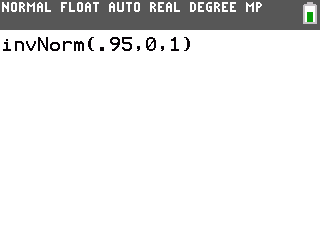 NORMAL FLOAT AUTO REAL DEGREE MP
invNorm(.95,0,1)